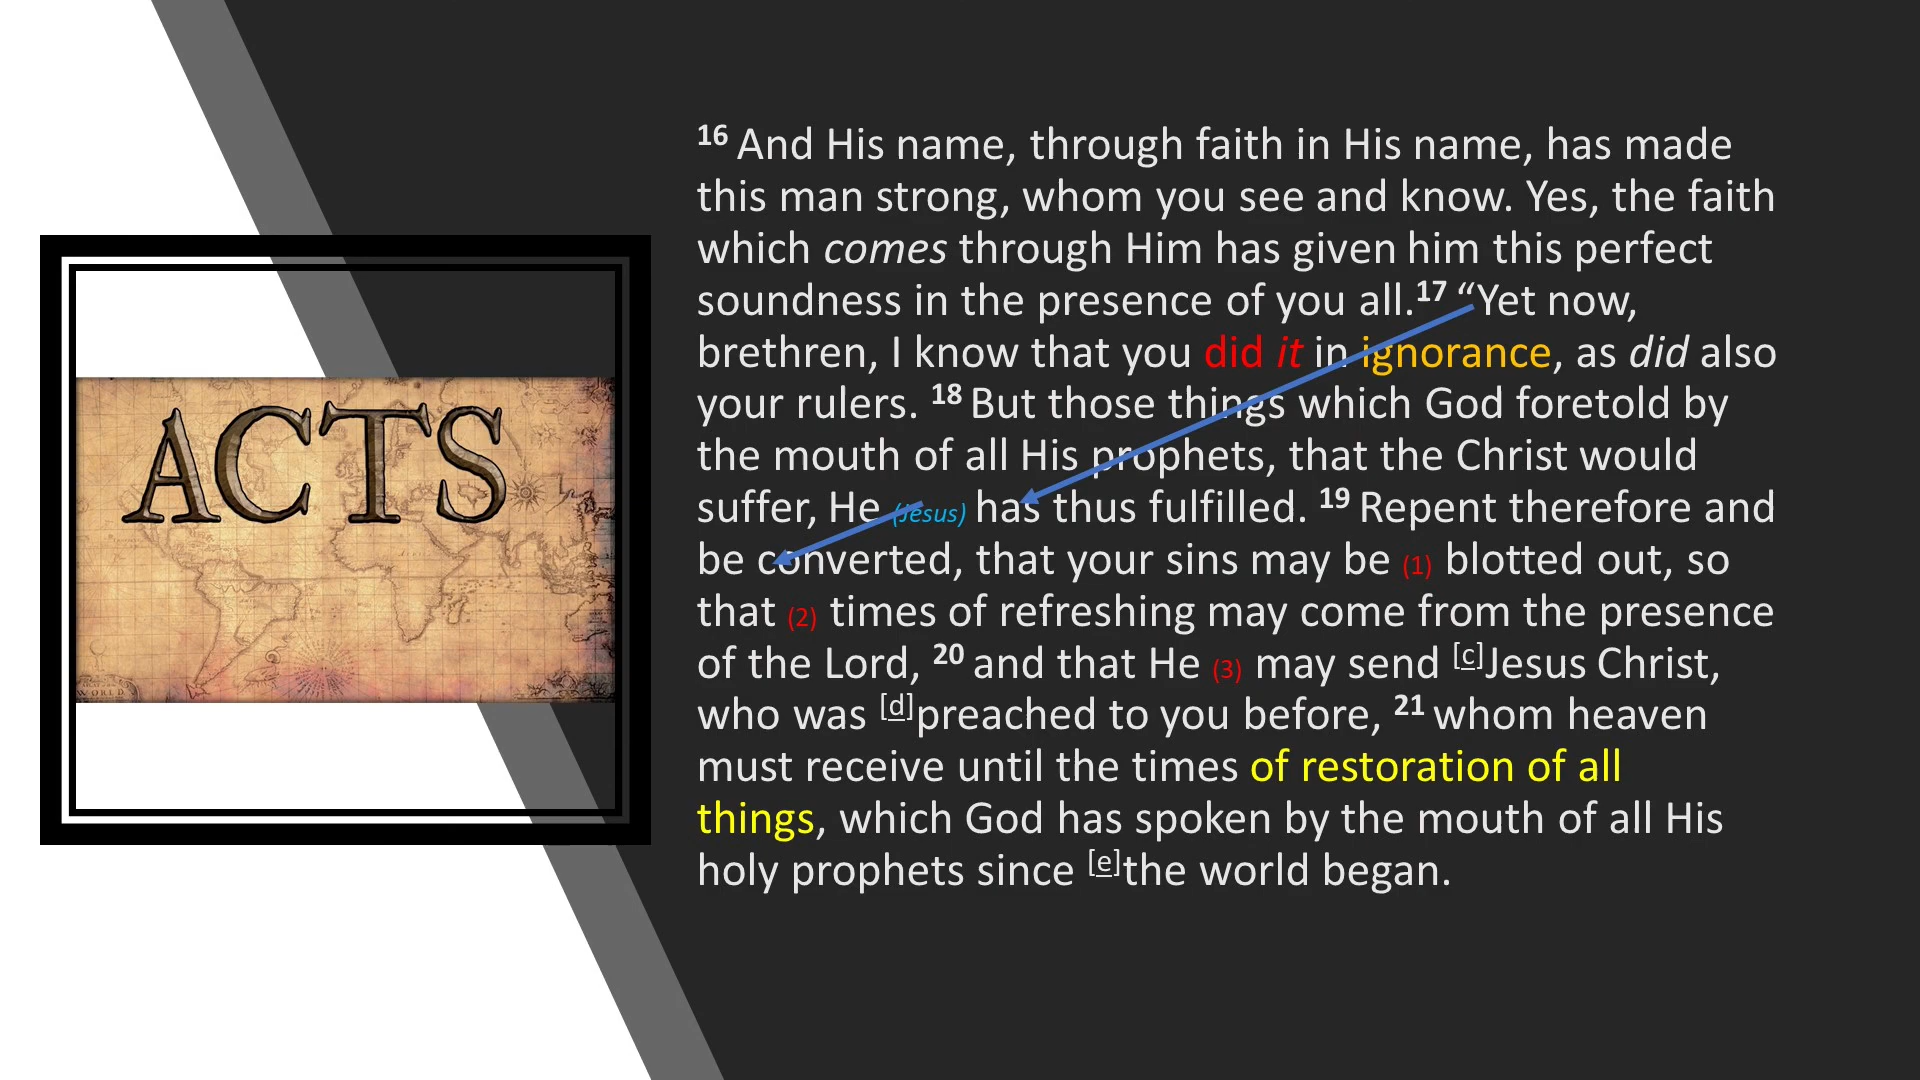 ACTS
WORLD
16 And His name, through faith in His name, has made
this man strong, whom you see and know. Yes, the faith
which comes through Him has given him this perfect
soundness in the presence of you all.17 “Yet now,
brethren, I know that you did it in ignorance, as did also
your rulers. 18 But those things which God foretold by
the mouth of all His prophets, that the Christ would
suffer, He (Jesus) has thus fulfilled. 19 Repent therefore and
be converted, that your sins may be (1) blotted out, so
that (2) times of refreshing may come from the presence
of the Lord, 20 and that He (3) may send [c]Jesus Christ,
who was [d]preached to you before, 21 whom heaven
must receive until the times of restoration of all
things, which God has spoken by the mouth of all His
holy prophets since [e]the world began.